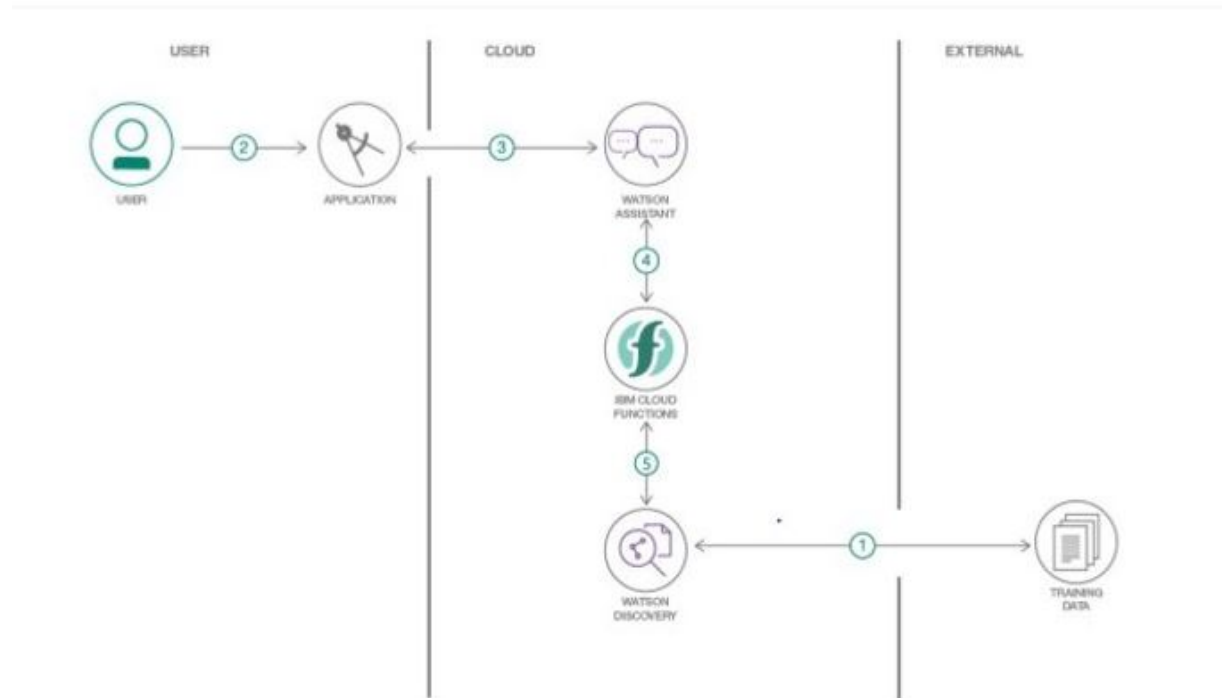 USER
CLOUD
EXTERNAL
2
3
USER
APPLICATION
WATSON
ASSISTANT
4
IBM CLOUD
FUNCTIONS
5
1
WATSON
DISCOVERY
TRAINING
DATA